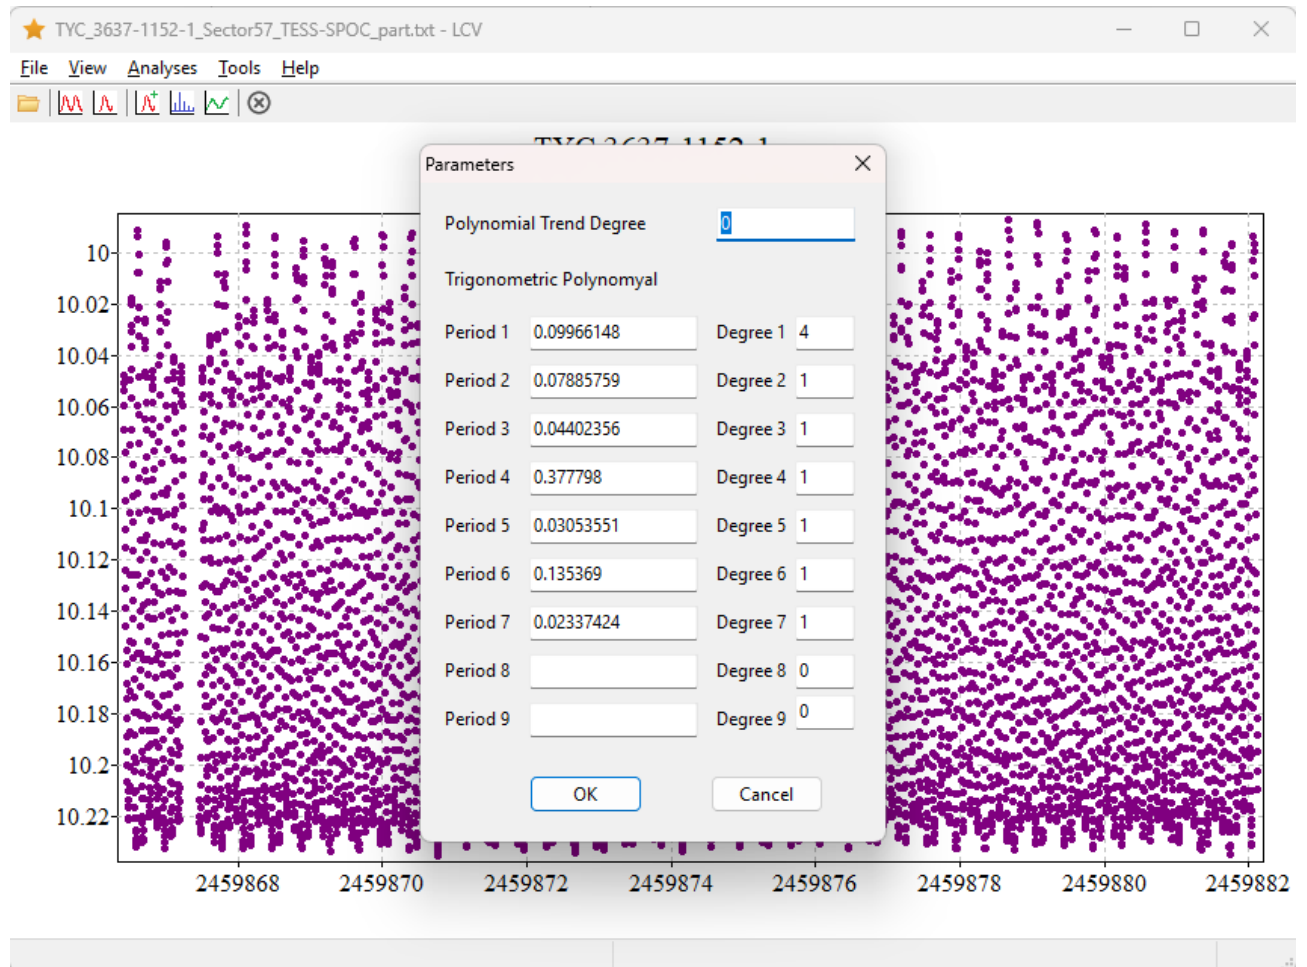 TYC_3637-1152-1_Sector57_TESS-SPOC_part.txt - LCV
File View Analyses Tools Help
TYC 3637-1152-1
Parameters
Polynomial Trend Degree 0
Trigonometric Polynomyal
Period 1 0.09966148 Degree 1 4
Period 2 0.07885759 Degree 2 1
Period 3 0.04402356 Degree 3 1
Period 4 0.377798 Degree 4 1
Period 5 0.03053551 Degree 5 1
Period 6 0.135369 Degree 6 1
Period 7 0.02337424 Degree 7 1
Period 8 Degree 8 0
Period 9 Degree 9 0
OK Cancel
10
10.02
10.04
10.06
10.08
10.1
10.12
10.14
10.16
10.18
10.2
10.22
2459868 2459870 2459872 2459874 2459876 2459878 2459880 2459882